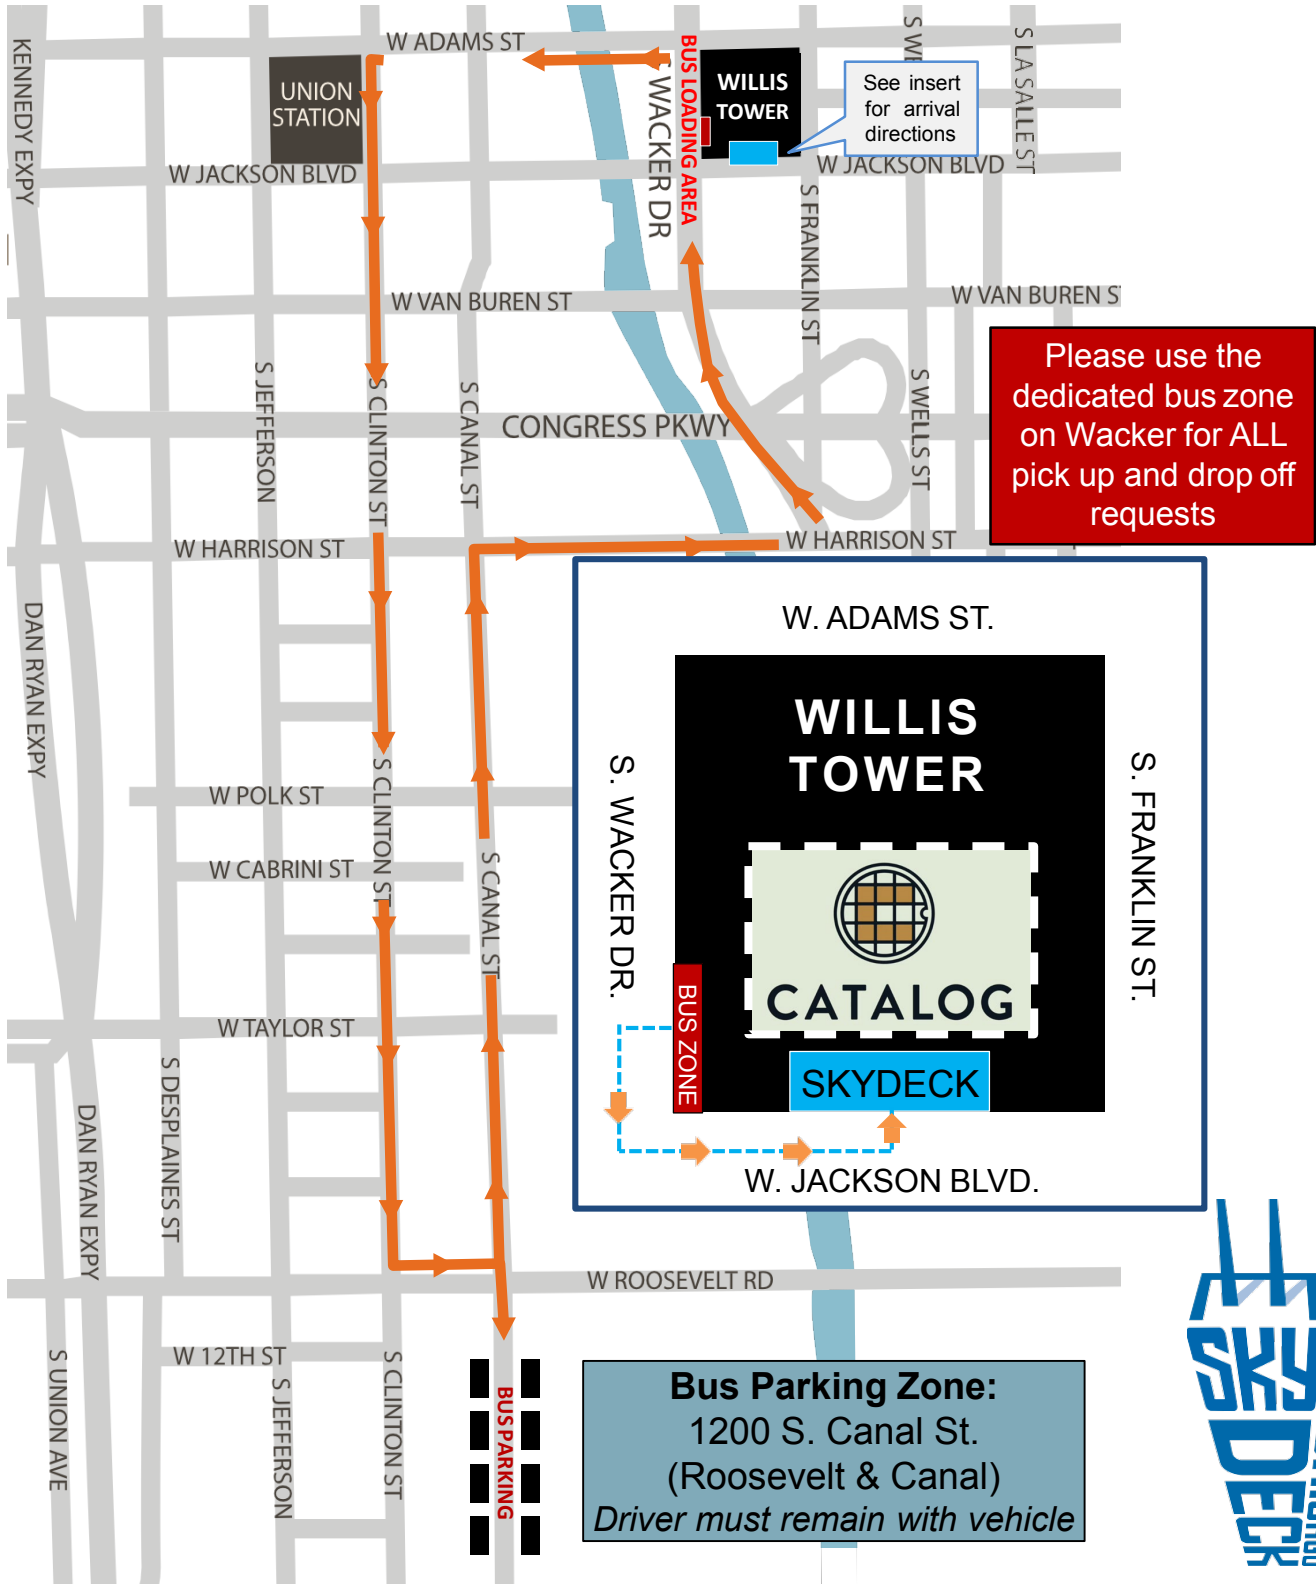 W ADAMS ST
KENNEDY EXPY
UNION
STATION
BUS LOADING AREA
WACKER DR
WILLIS
TOWER
See insert
for arrival
directions
S LA SALLE ST
W JACKSON BLVD
W JACKSON BLVD
S FRANKLIN ST
W VAN BUREN ST
W VAN BUREN S
Please use the
dedicated bus zone
on Wacker for ALL
pick up and drop off
requests
S JEFFERSON
S CLINTON ST
S CANAL ST
CONGRESS PKWY
S WELLS ST
W HARRISON ST
W HARRISON ST
DAN RYAN EXPY
W. ADAMS ST.
WILLIS
TOWER
S. WACKER DR.
S. FRANKLIN ST.
CATALOG
BUS ZONE
SKYDECK
W. JACKSON BLVD.
S CLINTON ST
W POLK ST
W CABRINI ST
S CANAL ST
W TAYLOR ST
S DESPLAINES ST
DAN RYAN EXPY
W ROOSEVELT RD
W 12TH ST
S UNION AVE
S JEFFERSON
S CLINTON ST
BUS PARKING
Bus Parking Zone:
1200 S. Canal St.
(Roosevelt & Canal)
Driver must remain with vehicle
SKY
DECK